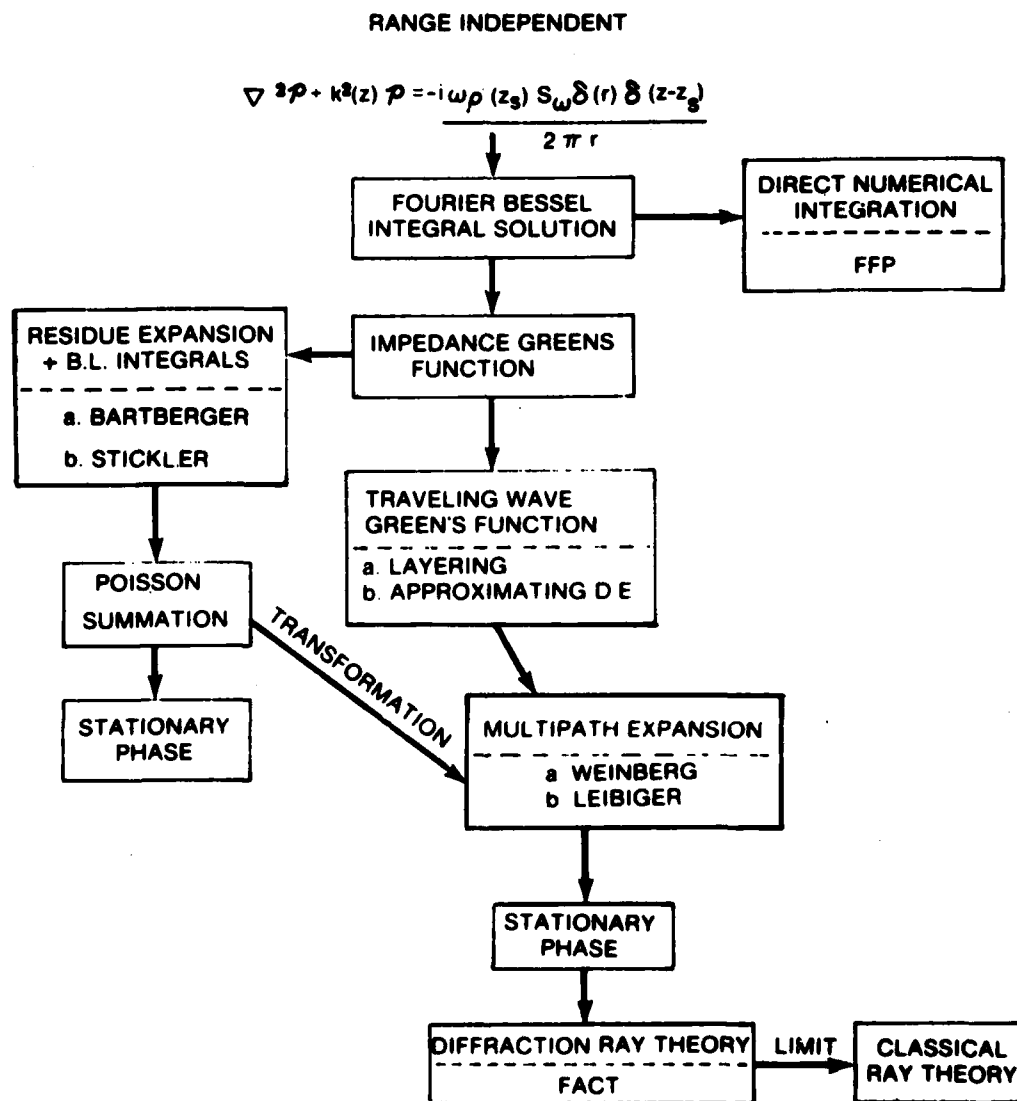 RANGE INDEPENDENT
∇ ²𝒫 + k²(z) 𝒫 = -i ωρ (z_s) S_ω δ(r) δ (z-z_s)
2 π r
FOURIER BESSEL
INTEGRAL SOLUTION
DIRECT NUMERICAL
INTEGRATION
FFP
RESIDUE EXPANSION
+ B.L. INTEGRALS
a. BARTBERGER
b. STICKLER
IMPEDANCE GREENS
FUNCTION
TRAVELING WAVE
GREEN'S FUNCTION
a. LAYERING
b. APPROXIMATING D E
POISSON
SUMMATION
TRANSFORMATION
STATIONARY
PHASE
MULTIPATH EXPANSION
a WEINBERG
b LEIBIGER
STATIONARY
PHASE
DIFFRACTION RAY THEORY
FACT
LIMIT
CLASSICAL
RAY THEORY